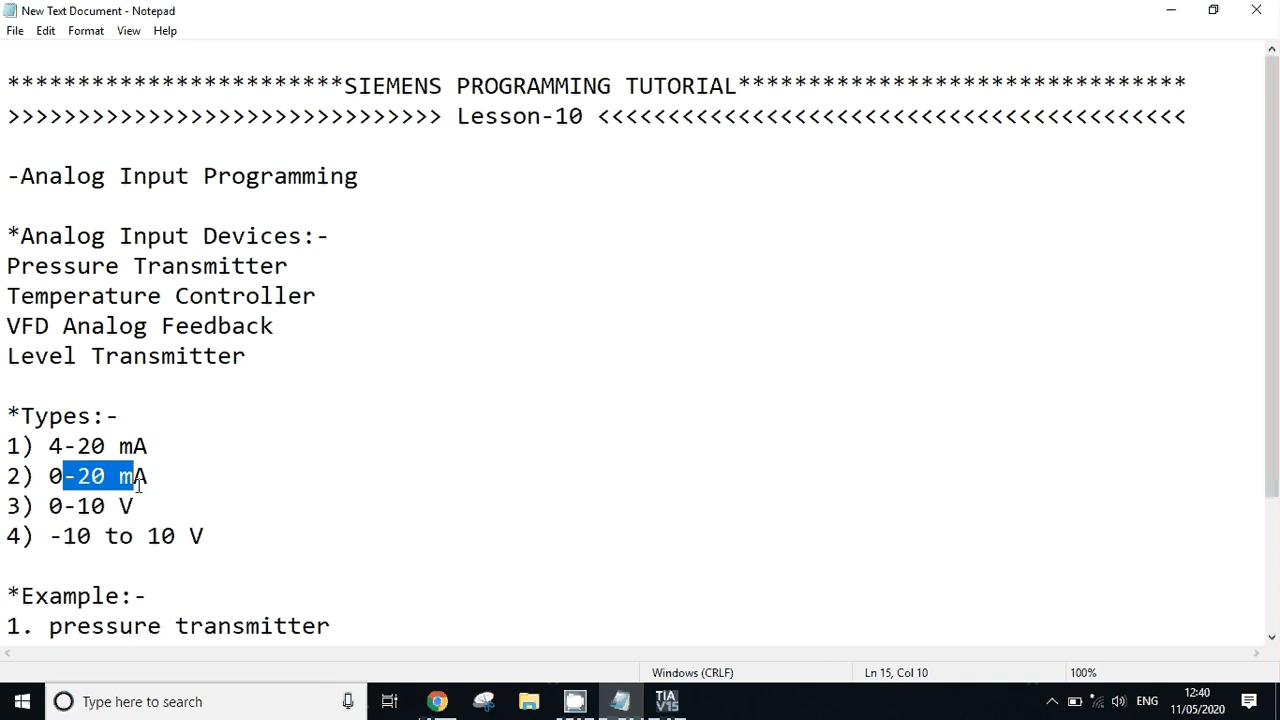 New Text Document - Notepad
File Edit Format View Help
************************SIEMENS PROGRAMMING TUTORIAL********************************
>>>>>>>>>>>>>>>>>>>>>>>>>>>>>>> Lesson-10 <<<<<<<<<<<<<<<<<<<<<<<<<<<<<<<<<<<<<<<<<<
-Analog Input Programming
*Analog Input Devices:-
Pressure Transmitter
Temperature Controller
VFD Analog Feedback
Level Transmitter
*Types:-
1) 4-20 mA
2) 0-20 mA
3) 0-10 V
4) -10 to 10 V
*Example:-
1. pressure transmitter
Windows (CRLF) Ln 15, Col 10 100%
Type here to search
TIA V15
ENG
12:40
11/05/2020